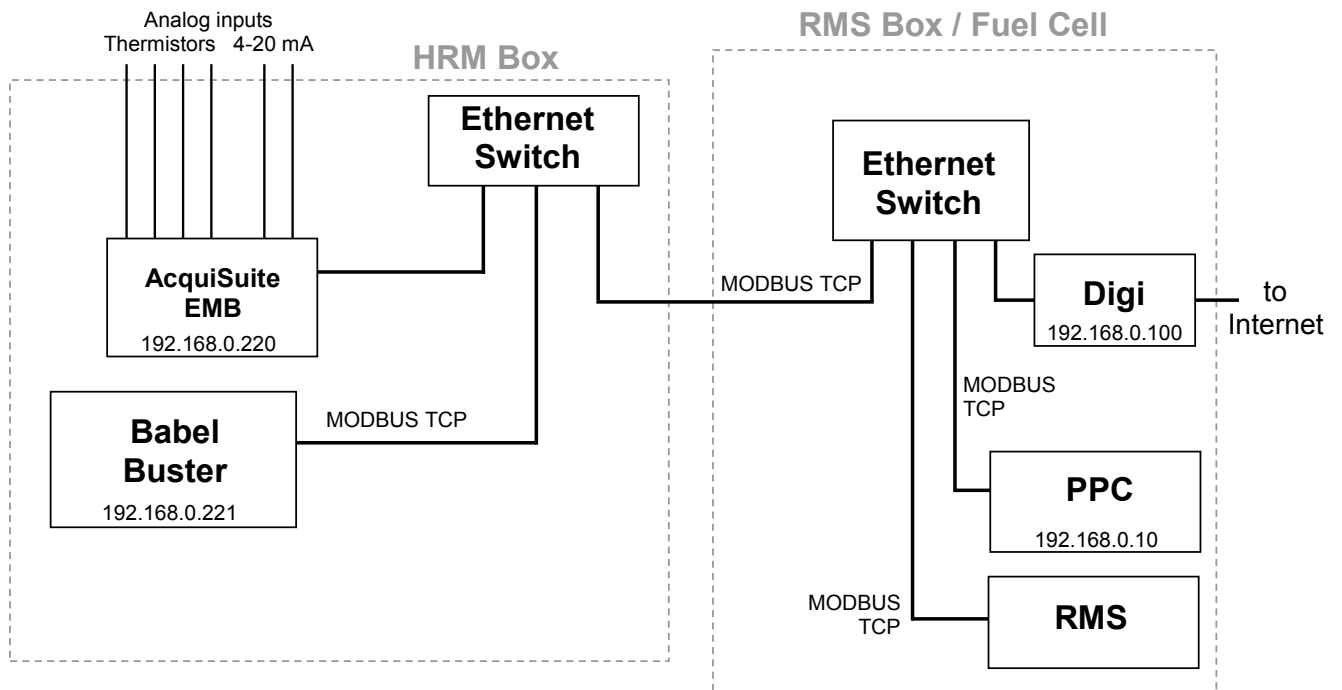 Analog inputs
Thermistors 4-20 mA
HRM Box
Ethernet
Switch
AcquiSuite
EMB
192.168.0.220
Babel
Buster
192.168.0.221
MODBUS TCP
MODBUS TCP
RMS Box / Fuel Cell
Ethernet
Switch
Digi
192.168.0.100
to
Internet
MODBUS
TCP
PPC
192.168.0.10
MODBUS
TCP
RMS